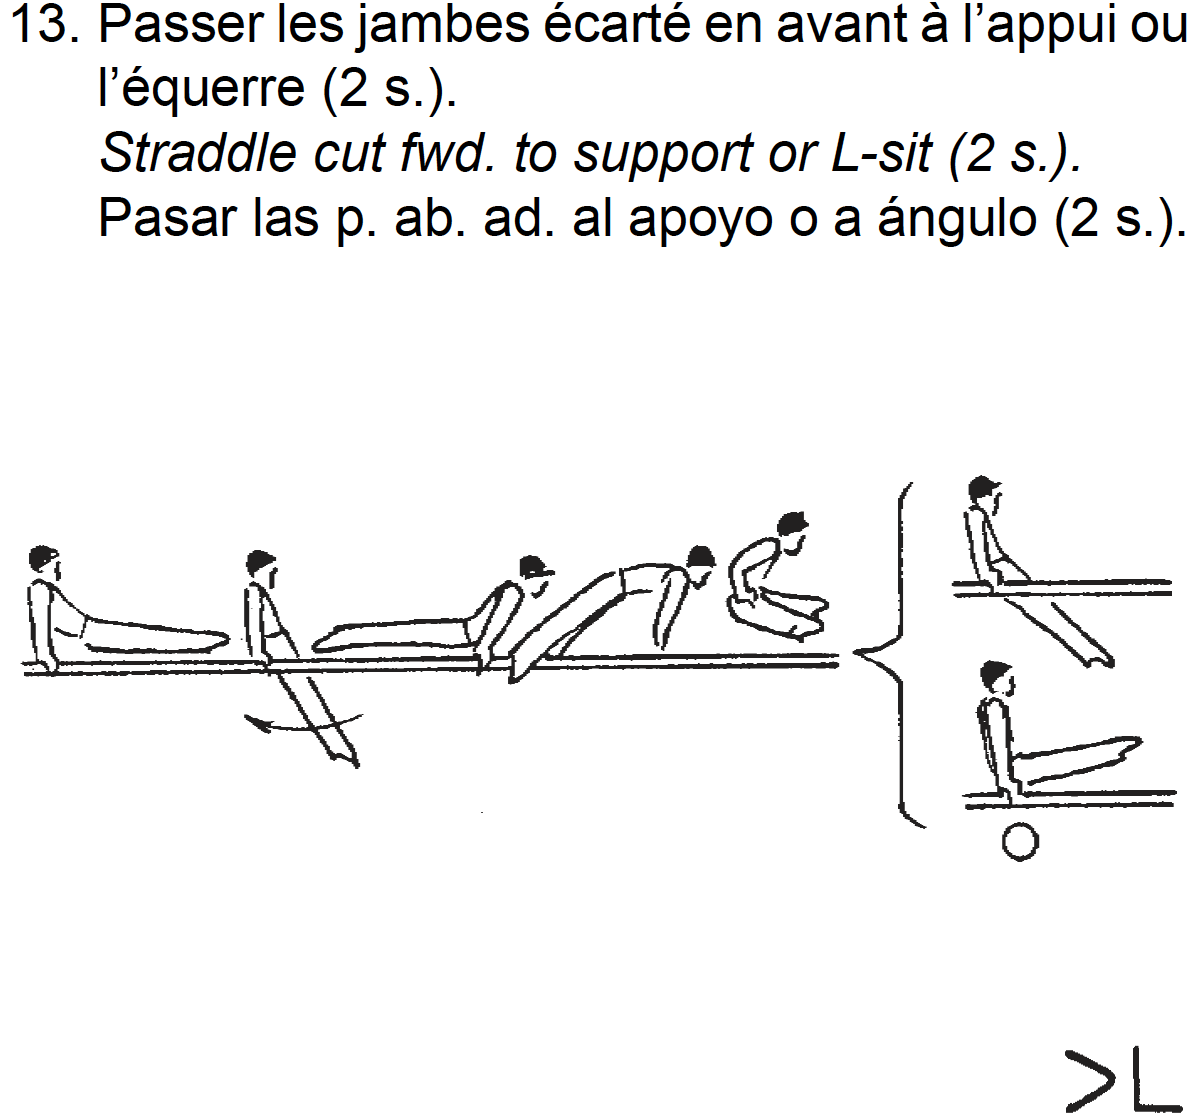 13. Passer les jambes écarté en avant à l’appui ou
l’équerre (2 s.).
Straddle cut fwd. to support or L-sit (2 s.).
Pasar las p. ab. ad. al apoyo o a ángulo (2 s.).
>L